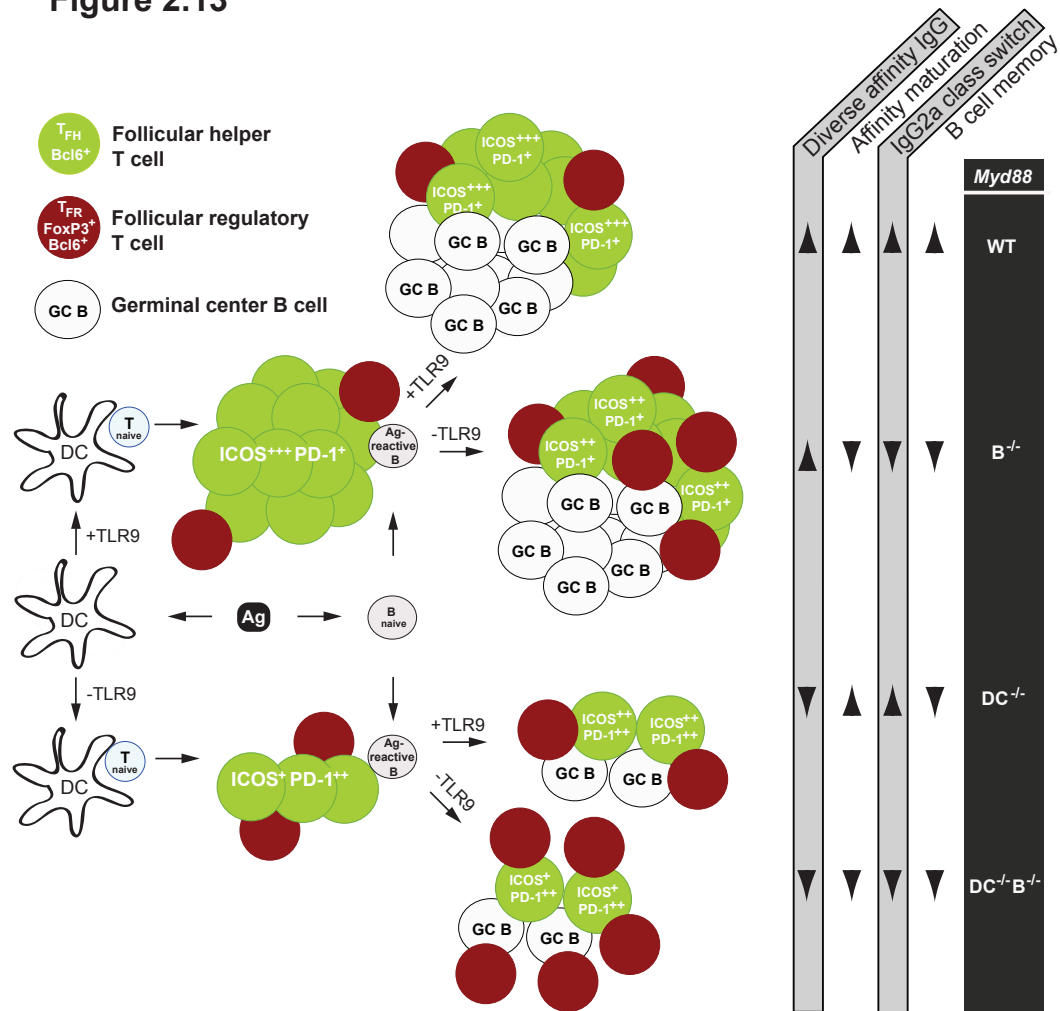 Figure 2.13
Diverse affinity IgG
Affinity maturation
IgG2a class switch
B cell memory
Myd88
WT
B-/-
DC-/-
DC-/-B-/-
TFH
Bcl6+
Follicular helper
T cell
TFR
FoxP3+
Bcl6+
Follicular regulatory
T cell
GC B
Germinal center B cell
ICOS+++
PD-1+
ICOS+++
PD-1+
ICOS+++
PD-1+
GC B
GC B
GC B
GC B
GC B
+TLR9
DC
T
naive
ICOS+++ PD-1+
Ag-
reactive
B
-TLR9
ICOS++
PD-1+
ICOS++
PD-1+
ICOS++
PD-1+
GC B
GC B
GC B
GC B
GC B
+TLR9
DC
Ag
B
naive
-TLR9
DC
T
naive
ICOS+ PD-1++
Ag-
reactive
B
+TLR9
ICOS++
PD-1++
ICOS++
PD-1++
GC B
GC B
-TLR9
ICOS+
PD-1++
ICOS+
PD-1++
GC B
GC B